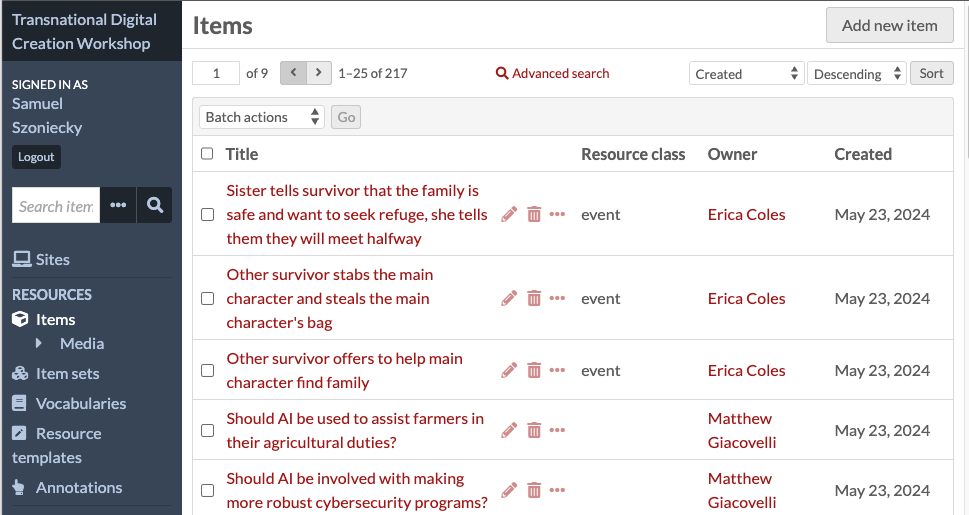 Transnational Digital
Creation Workshop
SIGNED IN AS
Samuel
Szoniecky
Logout
Search item
Sites
RESOURCES
Items
Media
Item sets
Vocabularies
Resource
templates
Annotations
Items
Add new item
1 of 9 1–25 of 217 Advanced search Created Descending Sort
Batch actions Go
Title Resource class Owner Created
Sister tells survivor that the family is
safe and want to seek refuge, she tells event Erica Coles May 23, 2024
them they will meet halfway
Other survivor stabs the main
character and steals the main event Erica Coles May 23, 2024
character's bag
Other survivor offers to help main
character find family event Erica Coles May 23, 2024
Should AI be used to assist farmers in
their agricultural duties? Matthew Giacovelli May 23, 2024
Should AI be involved with making
more robust cybersecurity programs? Matthew Giacovelli May 23, 2024